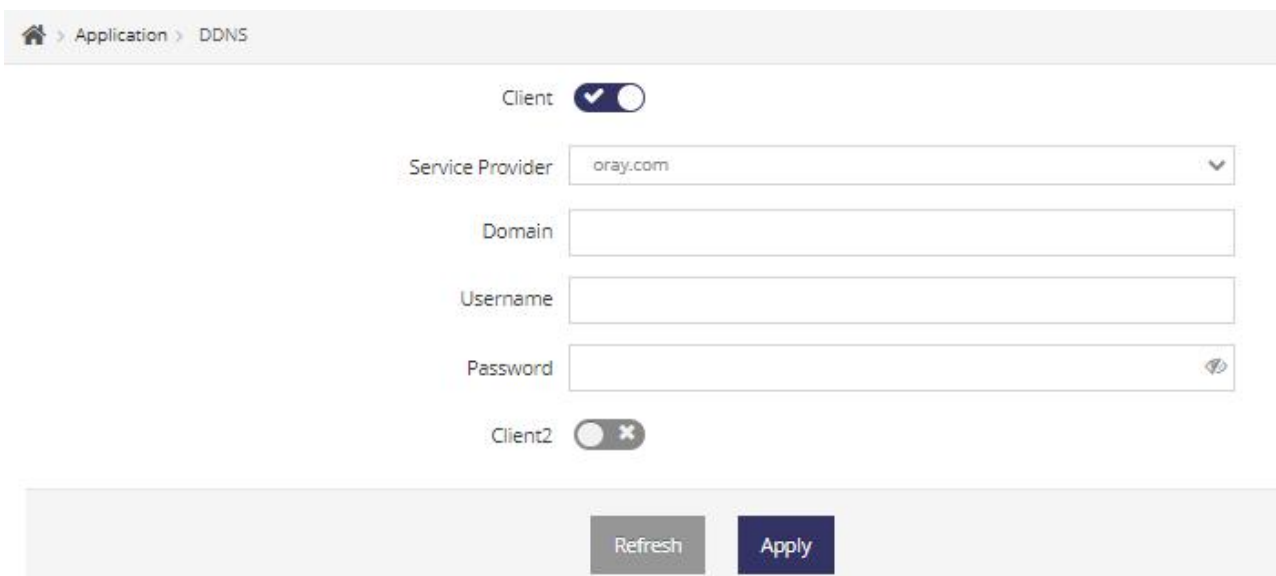 Application > DDNS
Client
Service Provider oray.com
Domain
Username
Password
Client2
Refresh Apply